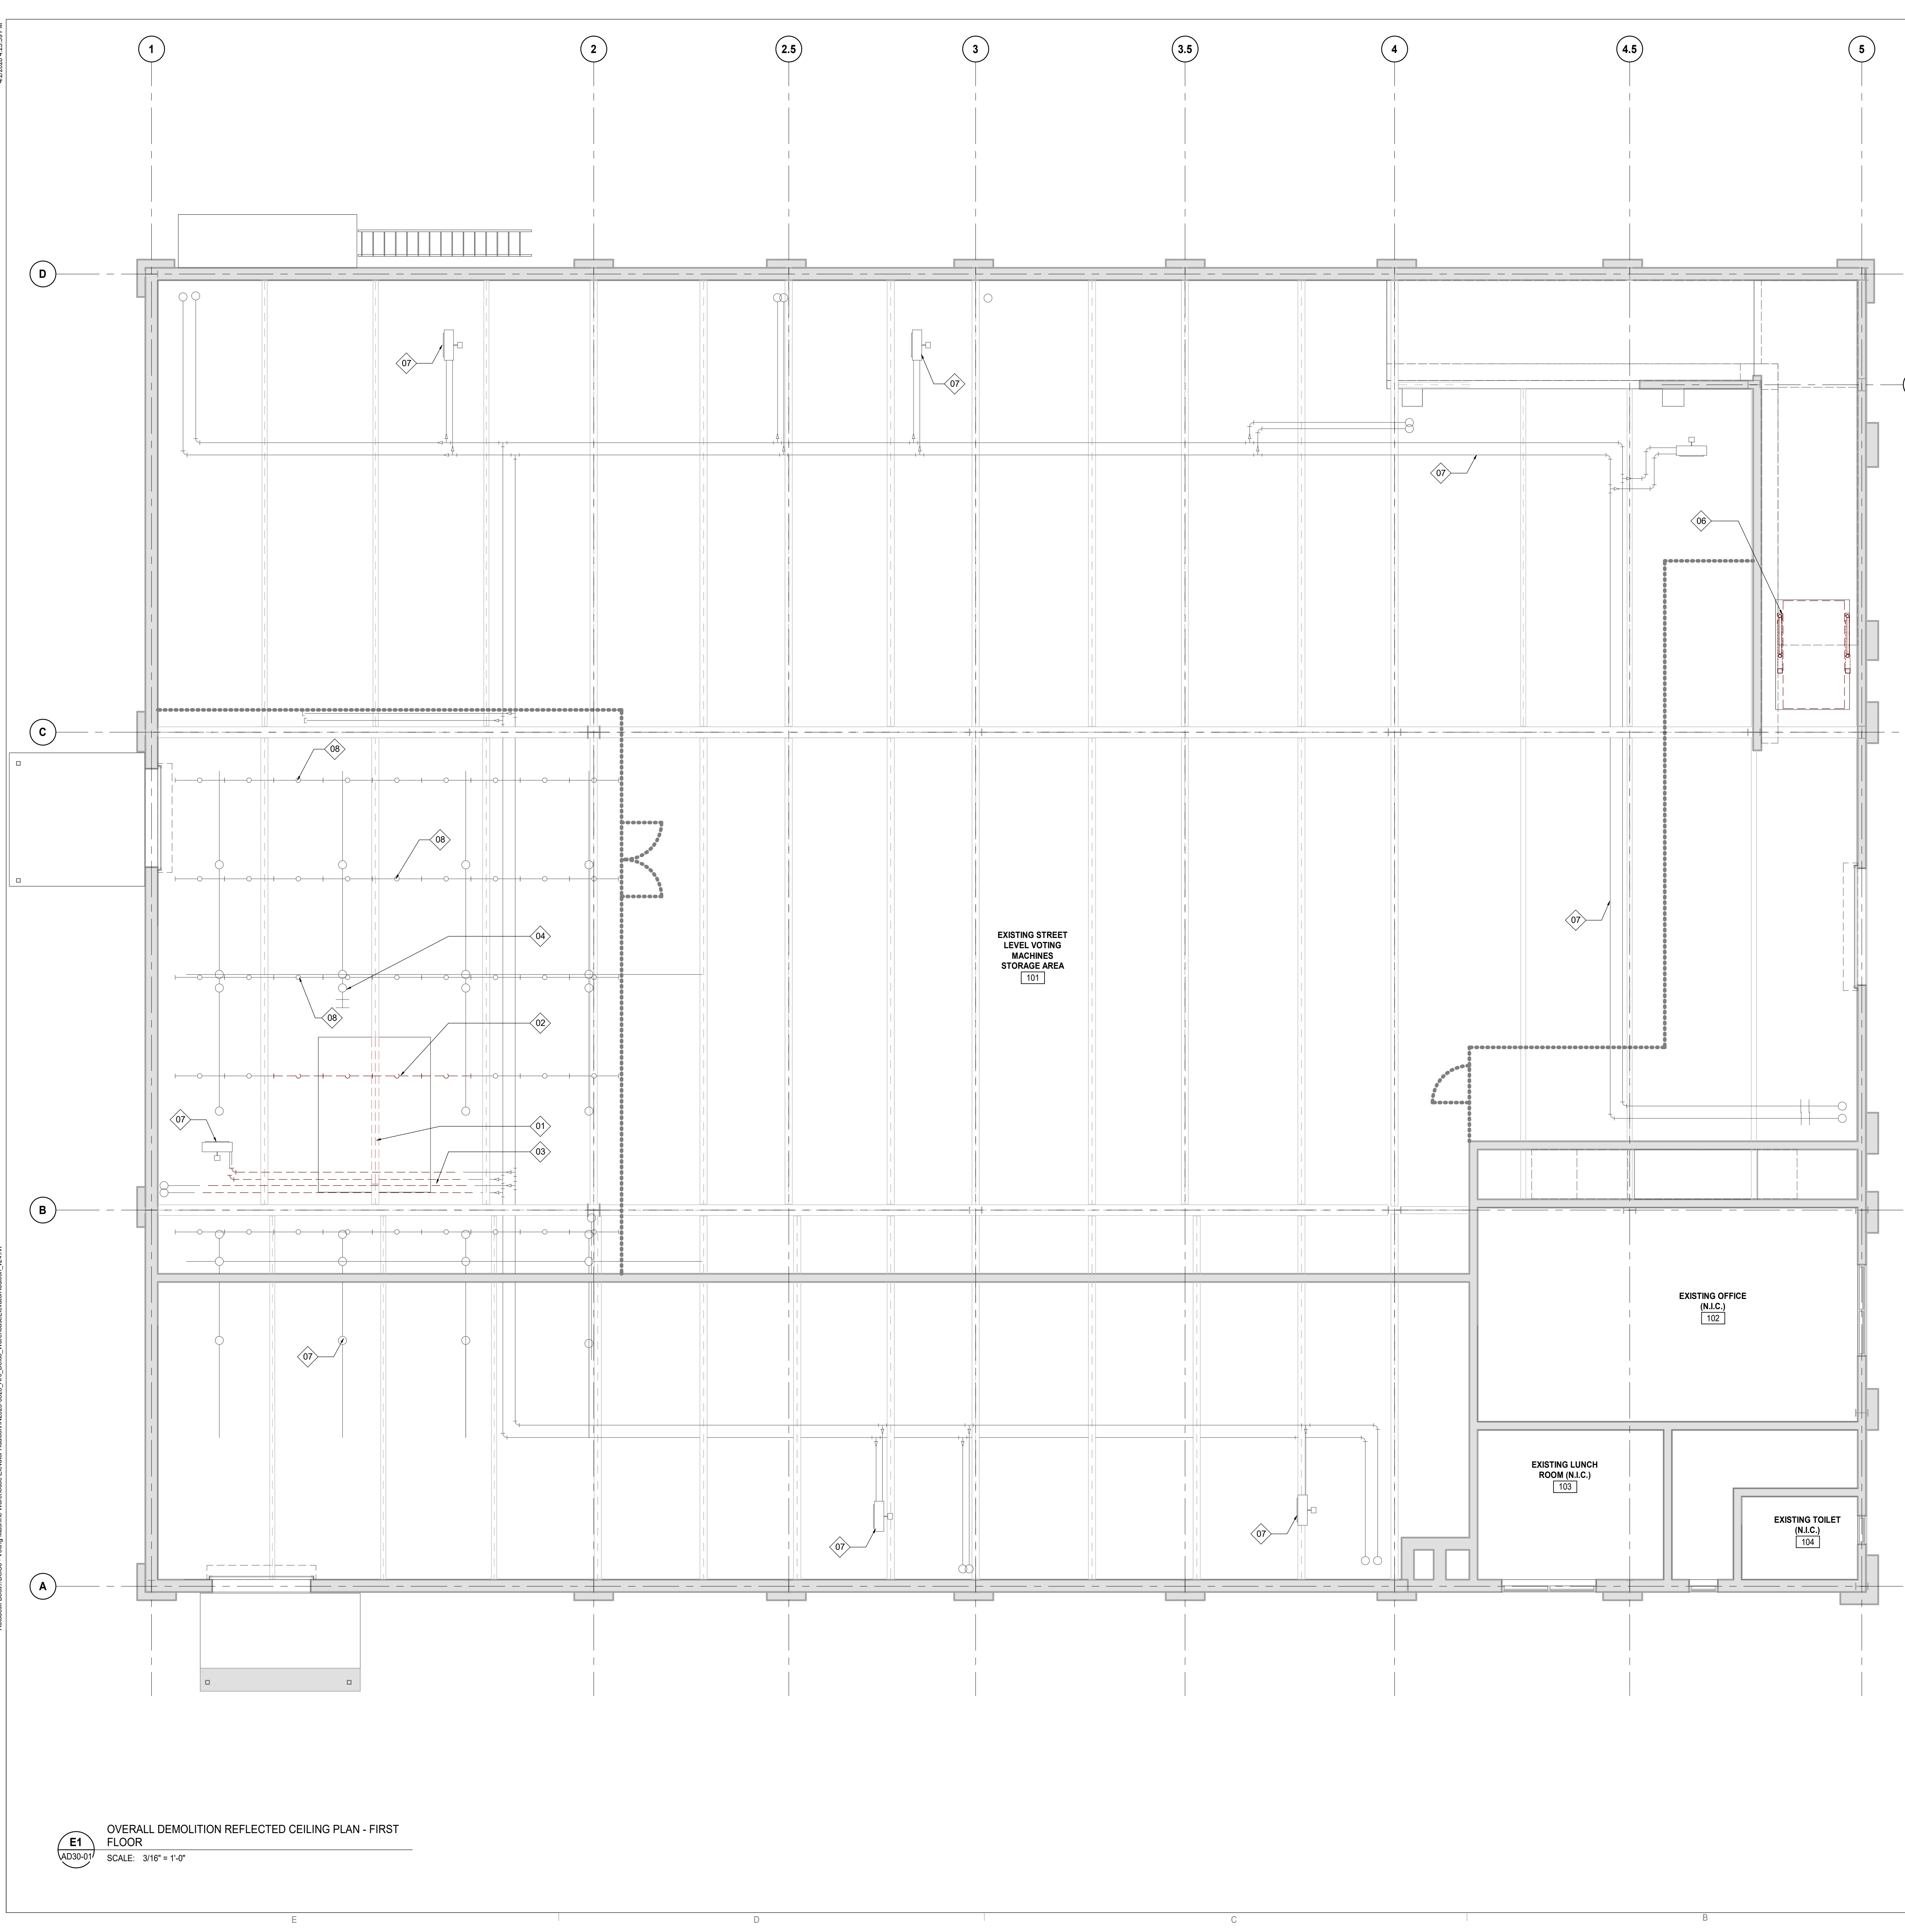 1
2
2.5
3
3.5
4
4.5
5
D
07
07
07
06
C
08
08
04
07
EXISTING STREET
LEVEL VOTING
MACHINES
STORAGE AREA
101
08
02
07
01
03
B
EXISTING OFFICE
(N.I.C.)
102
07
EXISTING LUNCH
ROOM (N.I.C.)
103
EXISTING TOILET
(N.I.C.)
104
07
07
A
E1
AD30-01
OVERALL DEMOLITION REFLECTED CEILING PLAN - FIRST
FLOOR
SCALE: 3/16" = 1'-0"
E
D
C
B